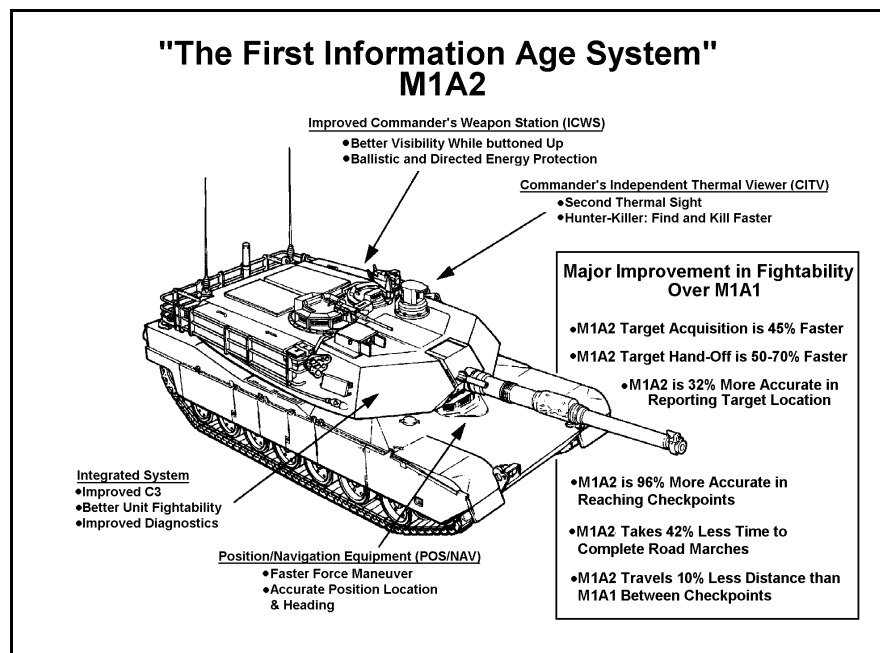 "The First Information Age System"
M1A2
Improved Commander's Weapon Station (ICWS)
●Better Visibility While buttoned Up
●Ballistic and Directed Energy Protection
Commander's Independent Thermal Viewer (CITV)
●Second Thermal Sight
●Hunter-Killer: Find and Kill Faster
Major Improvement in Fightability
Over M1A1
●M1A2 Target Acquisition is 45% Faster
●M1A2 Target Hand-Off is 50-70% Faster
●M1A2 is 32% More Accurate in
Reporting Target Location
●M1A2 is 96% More Accurate in
Reaching Checkpoints
●M1A2 Takes 42% Less Time to
Complete Road Marches
●M1A2 Travels 10% Less Distance than
M1A1 Between Checkpoints
Integrated System
●Improved C3
●Better Unit Fightability
●Improved Diagnostics
Position/Navigation Equipment (POS/NAV)
●Faster Force Maneuver
●Accurate Position Location
& Heading